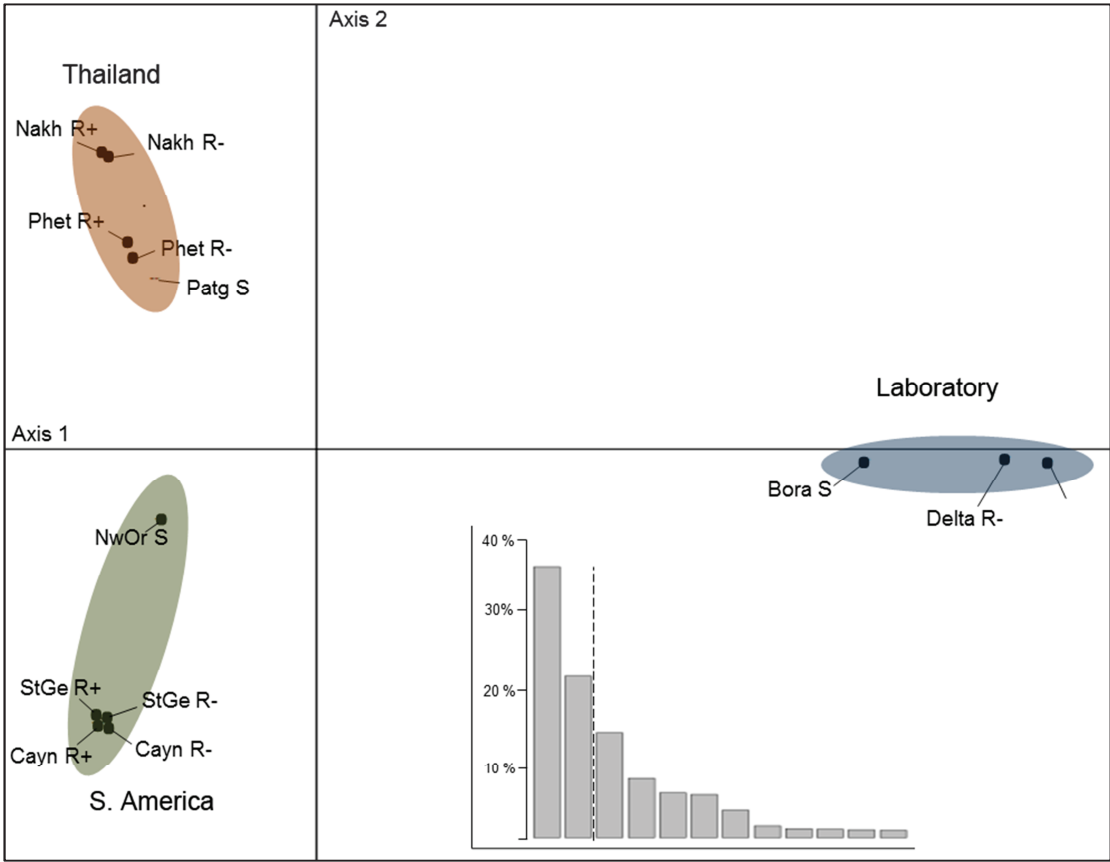 Axis 2
Thailand
Nakh R+
Nakh R-
Phet R+
Phet R-
Patg S
Laboratory
Axis 1
Bora S
Delta R-
NwOr S
40 %
30%
20 %
10 %
StGe R+
StGe R-
Cayn R+
Cayn R-
S. America